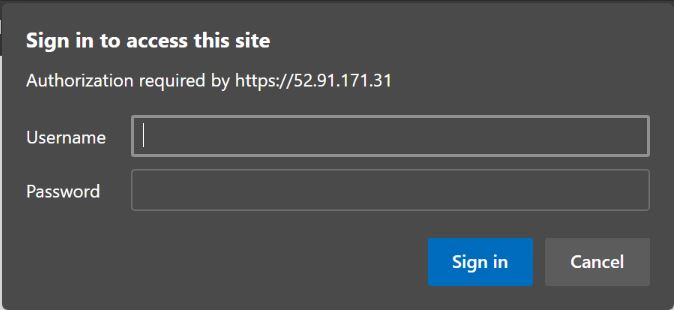 Sign in to access this site
Authorization required by https://52.91.171.31
Username
Password
Sign in Cancel